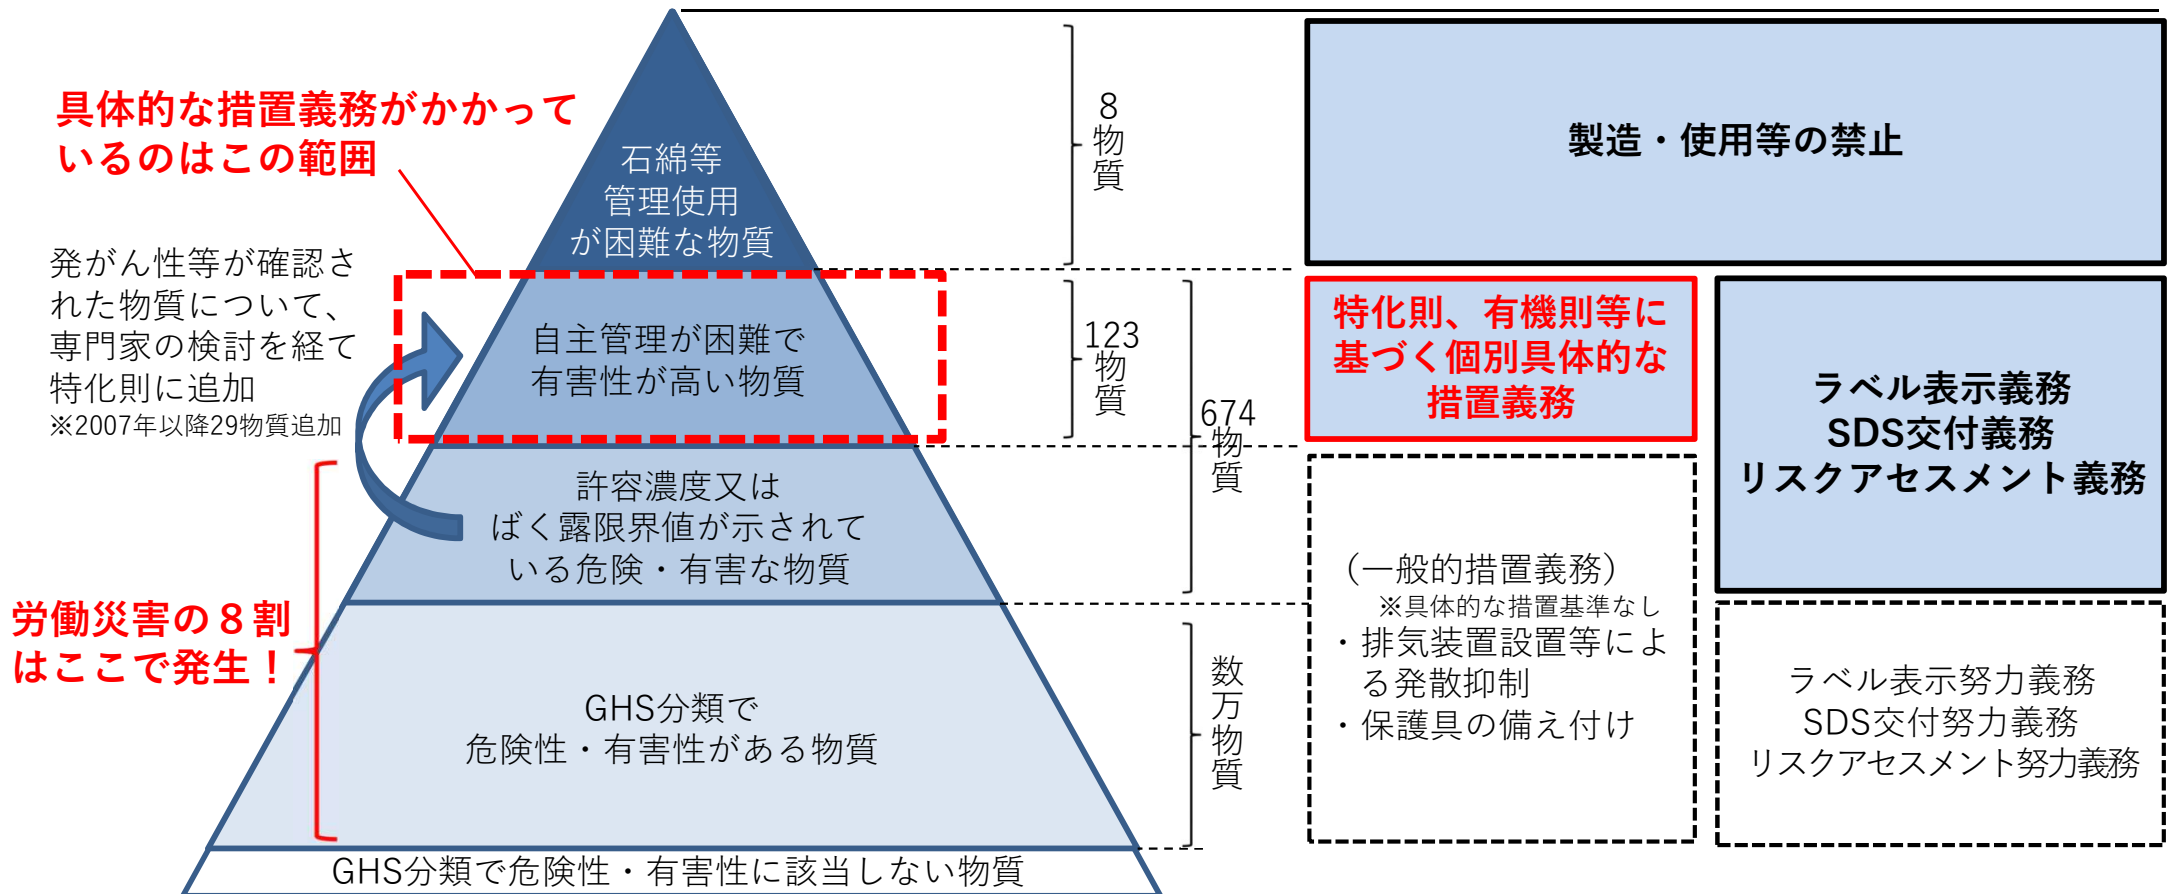 具体的な措置義務がかかって
いるのはこの範囲
発がん性等が確認さ
れた物質について、
専門家の検討を経て
特化則に追加
※2007年以降29物質追加
労働災害の８割
はここで発生！
石綿等
管理使用
が困難な物質
自主管理が困難で
有害性が高い物質
許容濃度又は
ばく露限界値が示されて
いる危険・有害な物質
GHS分類で
危険性・有害性がある物質
GHS分類で危険性・有害性に該当しない物質
8物質
123物質
674物質
数万物質
製造・使用等の禁止
特化則、有機則等に
基づく個別具体的な
措置義務
ラベル表示義務
SDS交付義務
リスクアセスメント義務
（一般的措置義務）
※具体的な措置基準なし
・排気装置設置等によ
る発散抑制
・保護具の備え付け
ラベル表示努力義務
SDS交付努力義務
リスクアセスメント努力義務